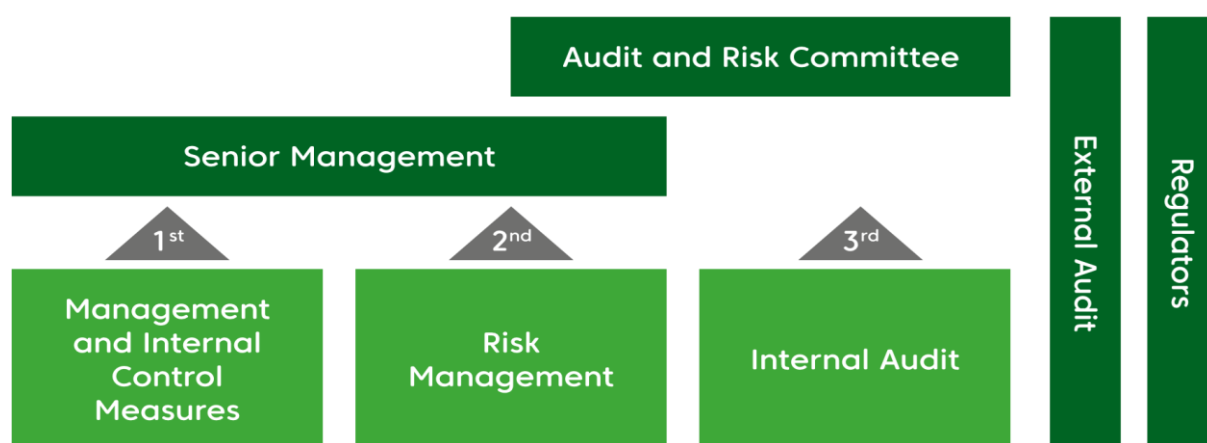 Audit and Risk Committee
Senior Management
1st
2nd
3rd
Management
and Internal
Control
Measures
Risk
Management
Internal Audit
External Audit
Regulators